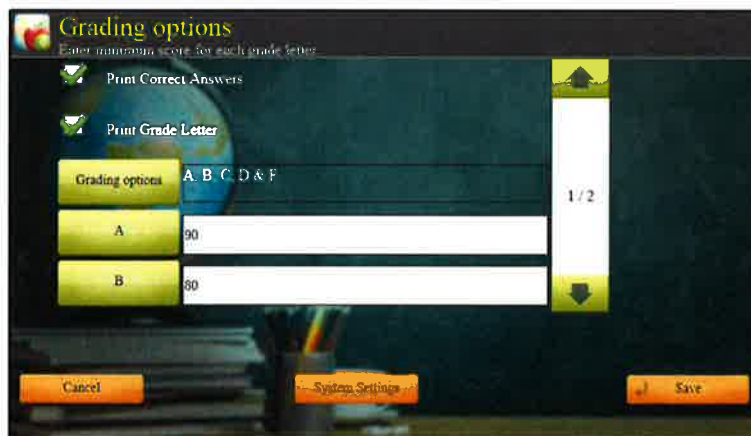 Grading options
Enter minimum score for each grade letter
Print Correct Answers
Print Grade Letter
Grading options A, B, C, D & F
1 / 2
A 90
B 80
Cancel System Settings Save